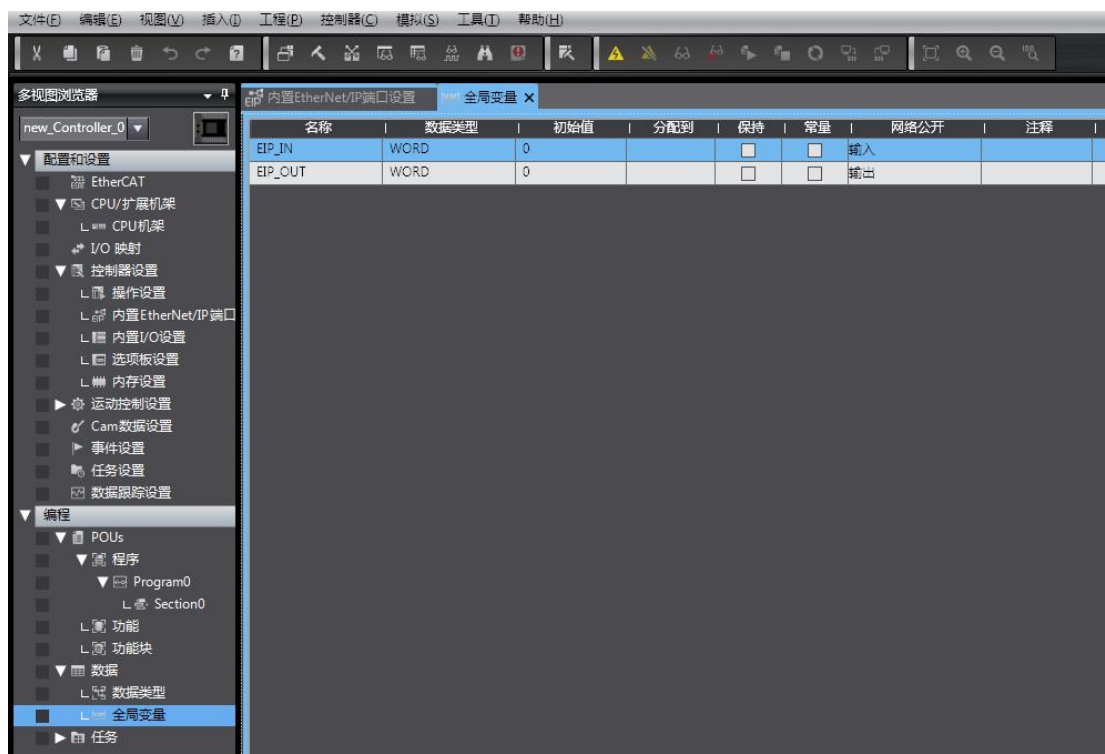 文件(F) 编辑(E) 视图(V) 插入(I) 工程(P) 控制器(C) 模拟(S) 工具(T) 帮助(H)
多视图浏览器
内置EtherNet/IP端口设置 全局变量
new_Controller_0
名称 数据类型 初始值 分配到 保持 常量 网络公开 注释
EIP_IN WORD 0 输入
EIP_OUT WORD 0 输出
配置和设置
EtherCAT
CPU/扩展机架
CPU机架
I/O 映射
控制器设置
操作设置
内置EtherNet/IP端口
内置I/O设置
选项板设置
内存设置
运动控制设置
Cam数据设置
事件设置
任务设置
数据跟踪设置
编程
POUs
程序
Program0
Section0
功能
功能块
数据
数据类型
全局变量
任务